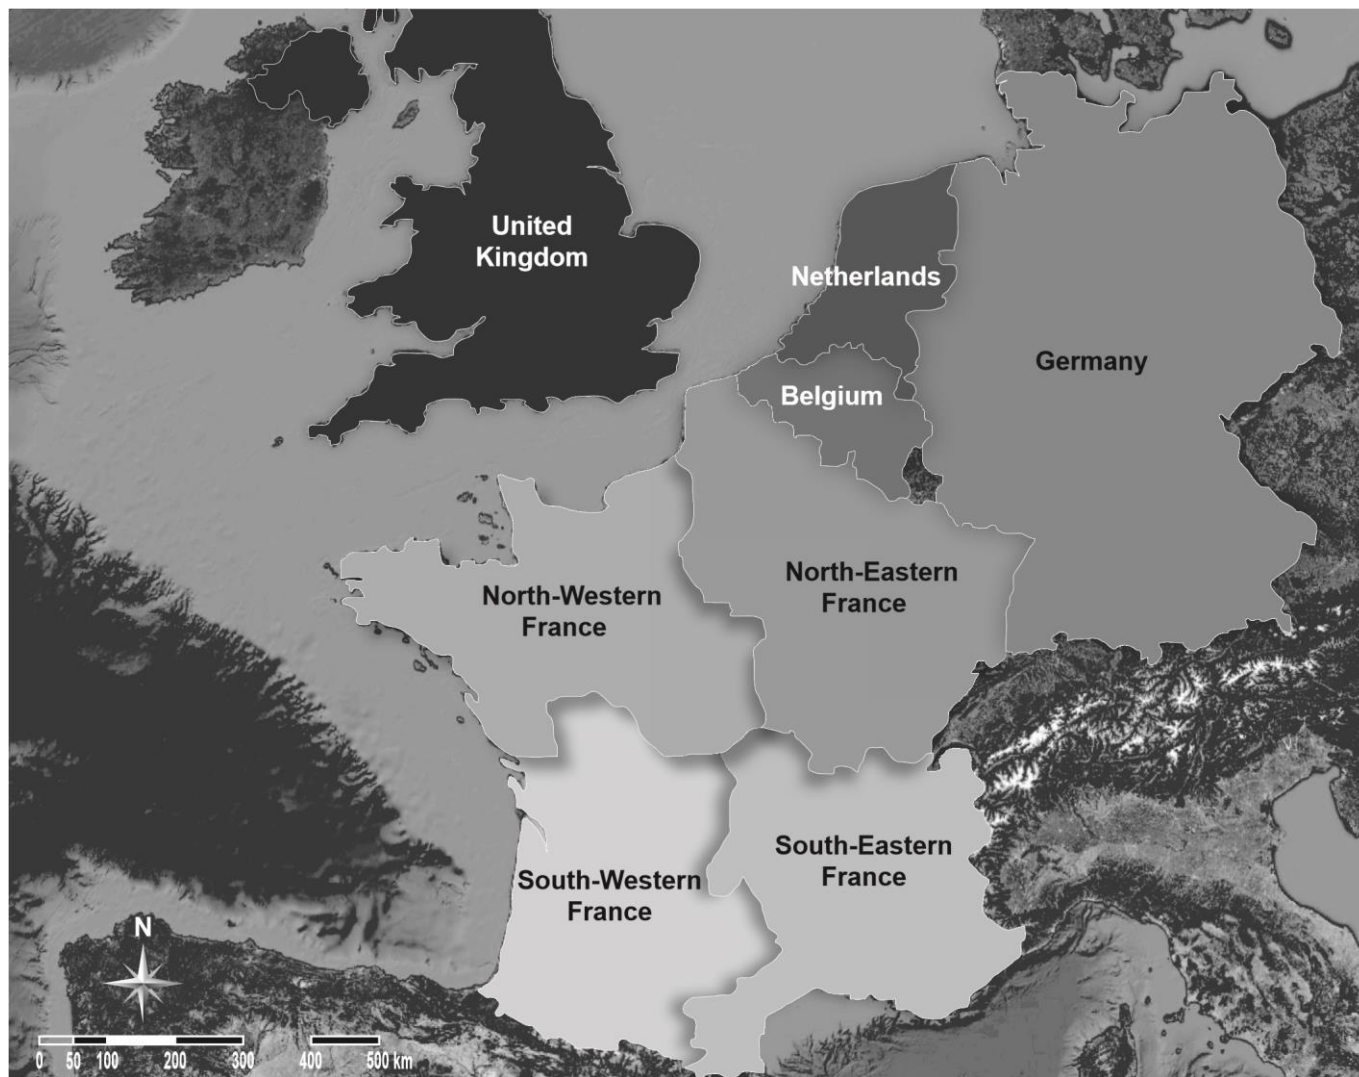 United
Kingdom
Netherlands
Germany
Belgium
North-Western
France
North-Eastern
France
South-Eastern
France
South-Western
France
N
0 50 100 200 300 400 500 km